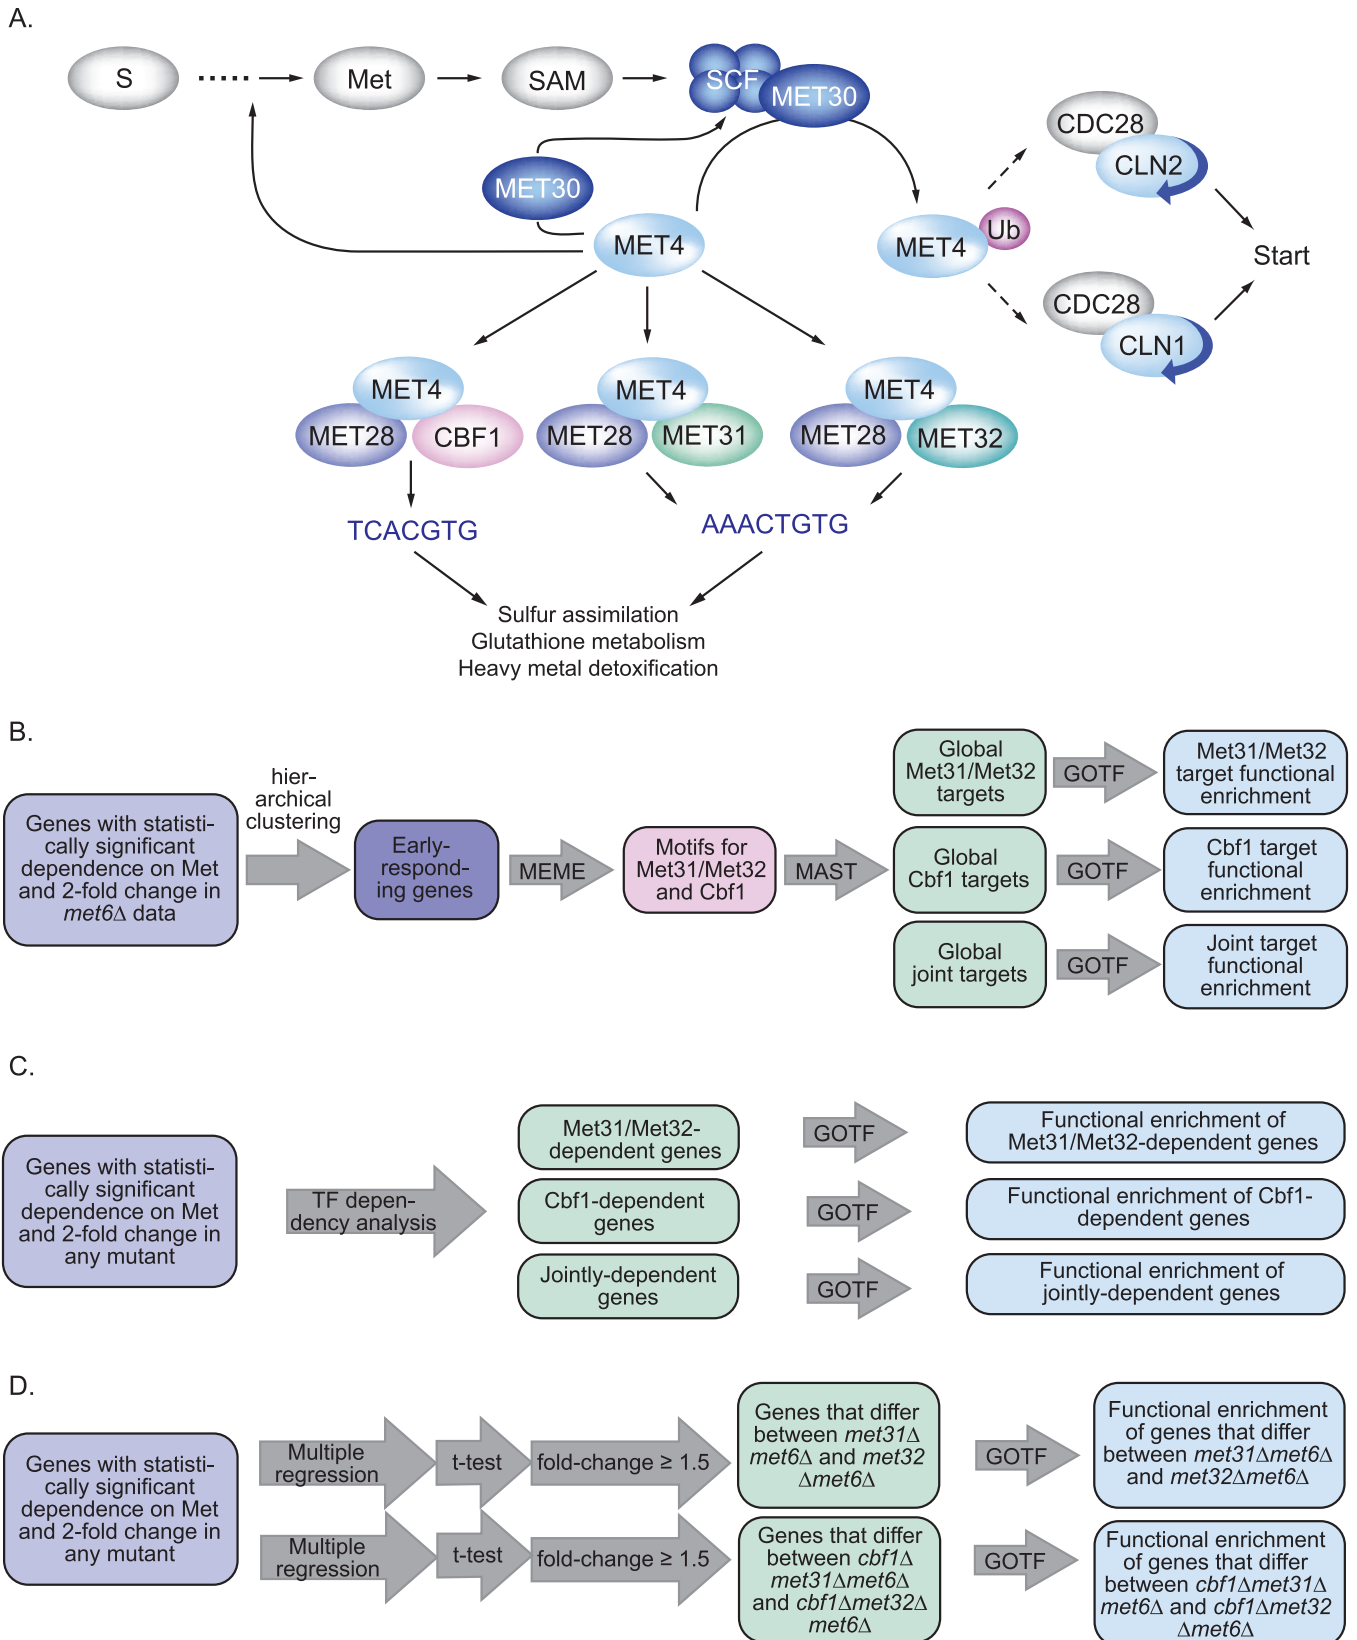 A.
S
Met
SAM
SCF
MET30
CDC28
CLN2
MET30
MET4
MET4
Ub
Start
CDC28
CLN1
MET4
MET28
CBF1
MET4
MET28
MET31
MET4
MET28
MET32
TCACGTG
AAACTGTG
Sulfur assimilation
Glutathione metabolism
Heavy metal detoxification
B.
Genes with statisti-
cally significant
dependence on Met
and 2-fold change in
met6Δ data
hier-
archical
clustering
Early-
respond-
ing genes
MEME
Motifs for
Met31/Met32
and Cbf1
MAST
Global
Met31/Met32
targets
GOTF
Met31/Met32
target functional
enrichment
Global
Cbf1 targets
GOTF
Cbf1 target
functional
enrichment
Global
joint targets
GOTF
Joint target
functional
enrichment
C.
Genes with statisti-
cally significant
dependence on Met
and 2-fold change in
any mutant
TF depen-
dency analysis
Met31/Met32-
dependent genes
GOTF
Functional enrichment of
Met31/Met32-dependent genes
Cbf1-dependent
genes
GOTF
Functional enrichment of Cbf1-
dependent genes
Jointly-dependent
genes
GOTF
Functional enrichment of
jointly-dependent genes
D.
Genes with statisti-
cally significant
dependence on Met
and 2-fold change in
any mutant
Multiple
regression
t-test
fold-change ≥ 1.5
Genes that differ
between met31Δ
met6Δ and met32
Δmet6Δ
GOTF
Functional enrichment
of genes that differ
between met31Δmet6Δ
and met32Δmet6Δ
Multiple
regression
t-test
fold-change ≥ 1.5
Genes that differ
between cbf1Δ
met31Δmet6Δ
and cbf1Δmet32Δ
met6Δ
GOTF
Functional enrichment
of genes that differ
between cbf1Δmet31Δ
met6Δ and cbf1Δmet32
Δmet6Δ